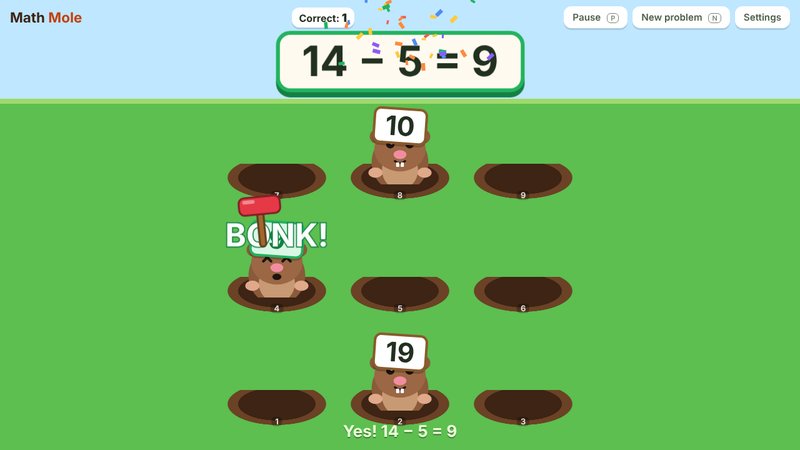 Math Mole
Correct: 1
Pause P
New problem N
Settings
14 − 5 = 9
10
7
8
9
BONK!
4
5
6
19
1
2
3
Yes! 14 − 5 = 9